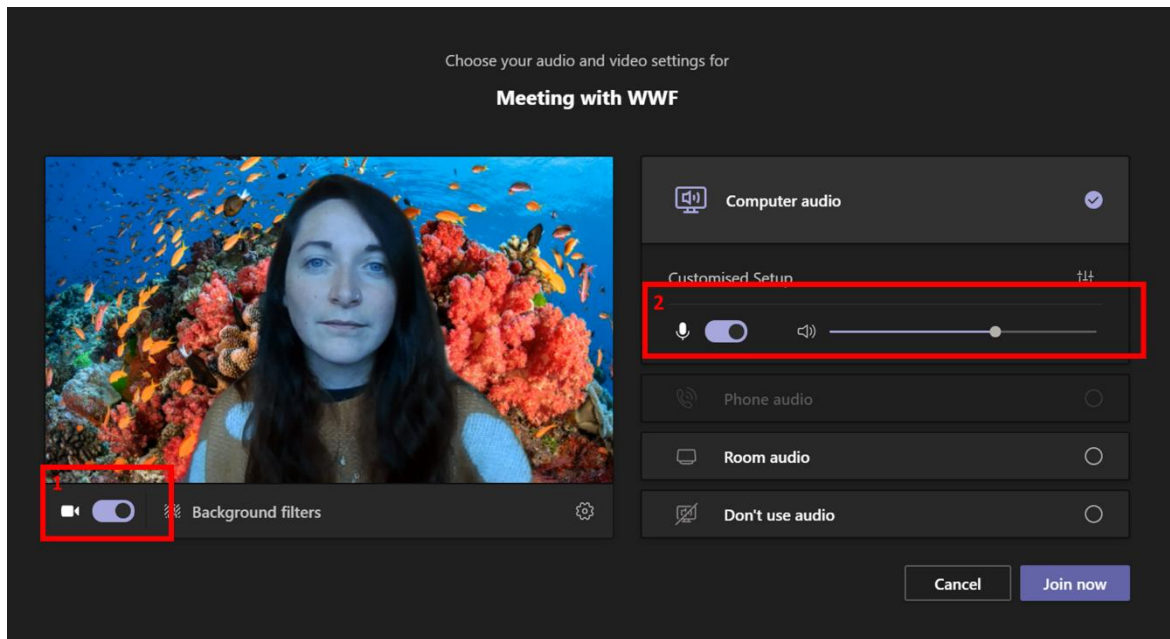 Choose your audio and video settings for
Meeting with WWF
Computer audio
Customised Setup
2
Phone audio
Room audio
1
Background filters
Don't use audio
Cancel
Join now